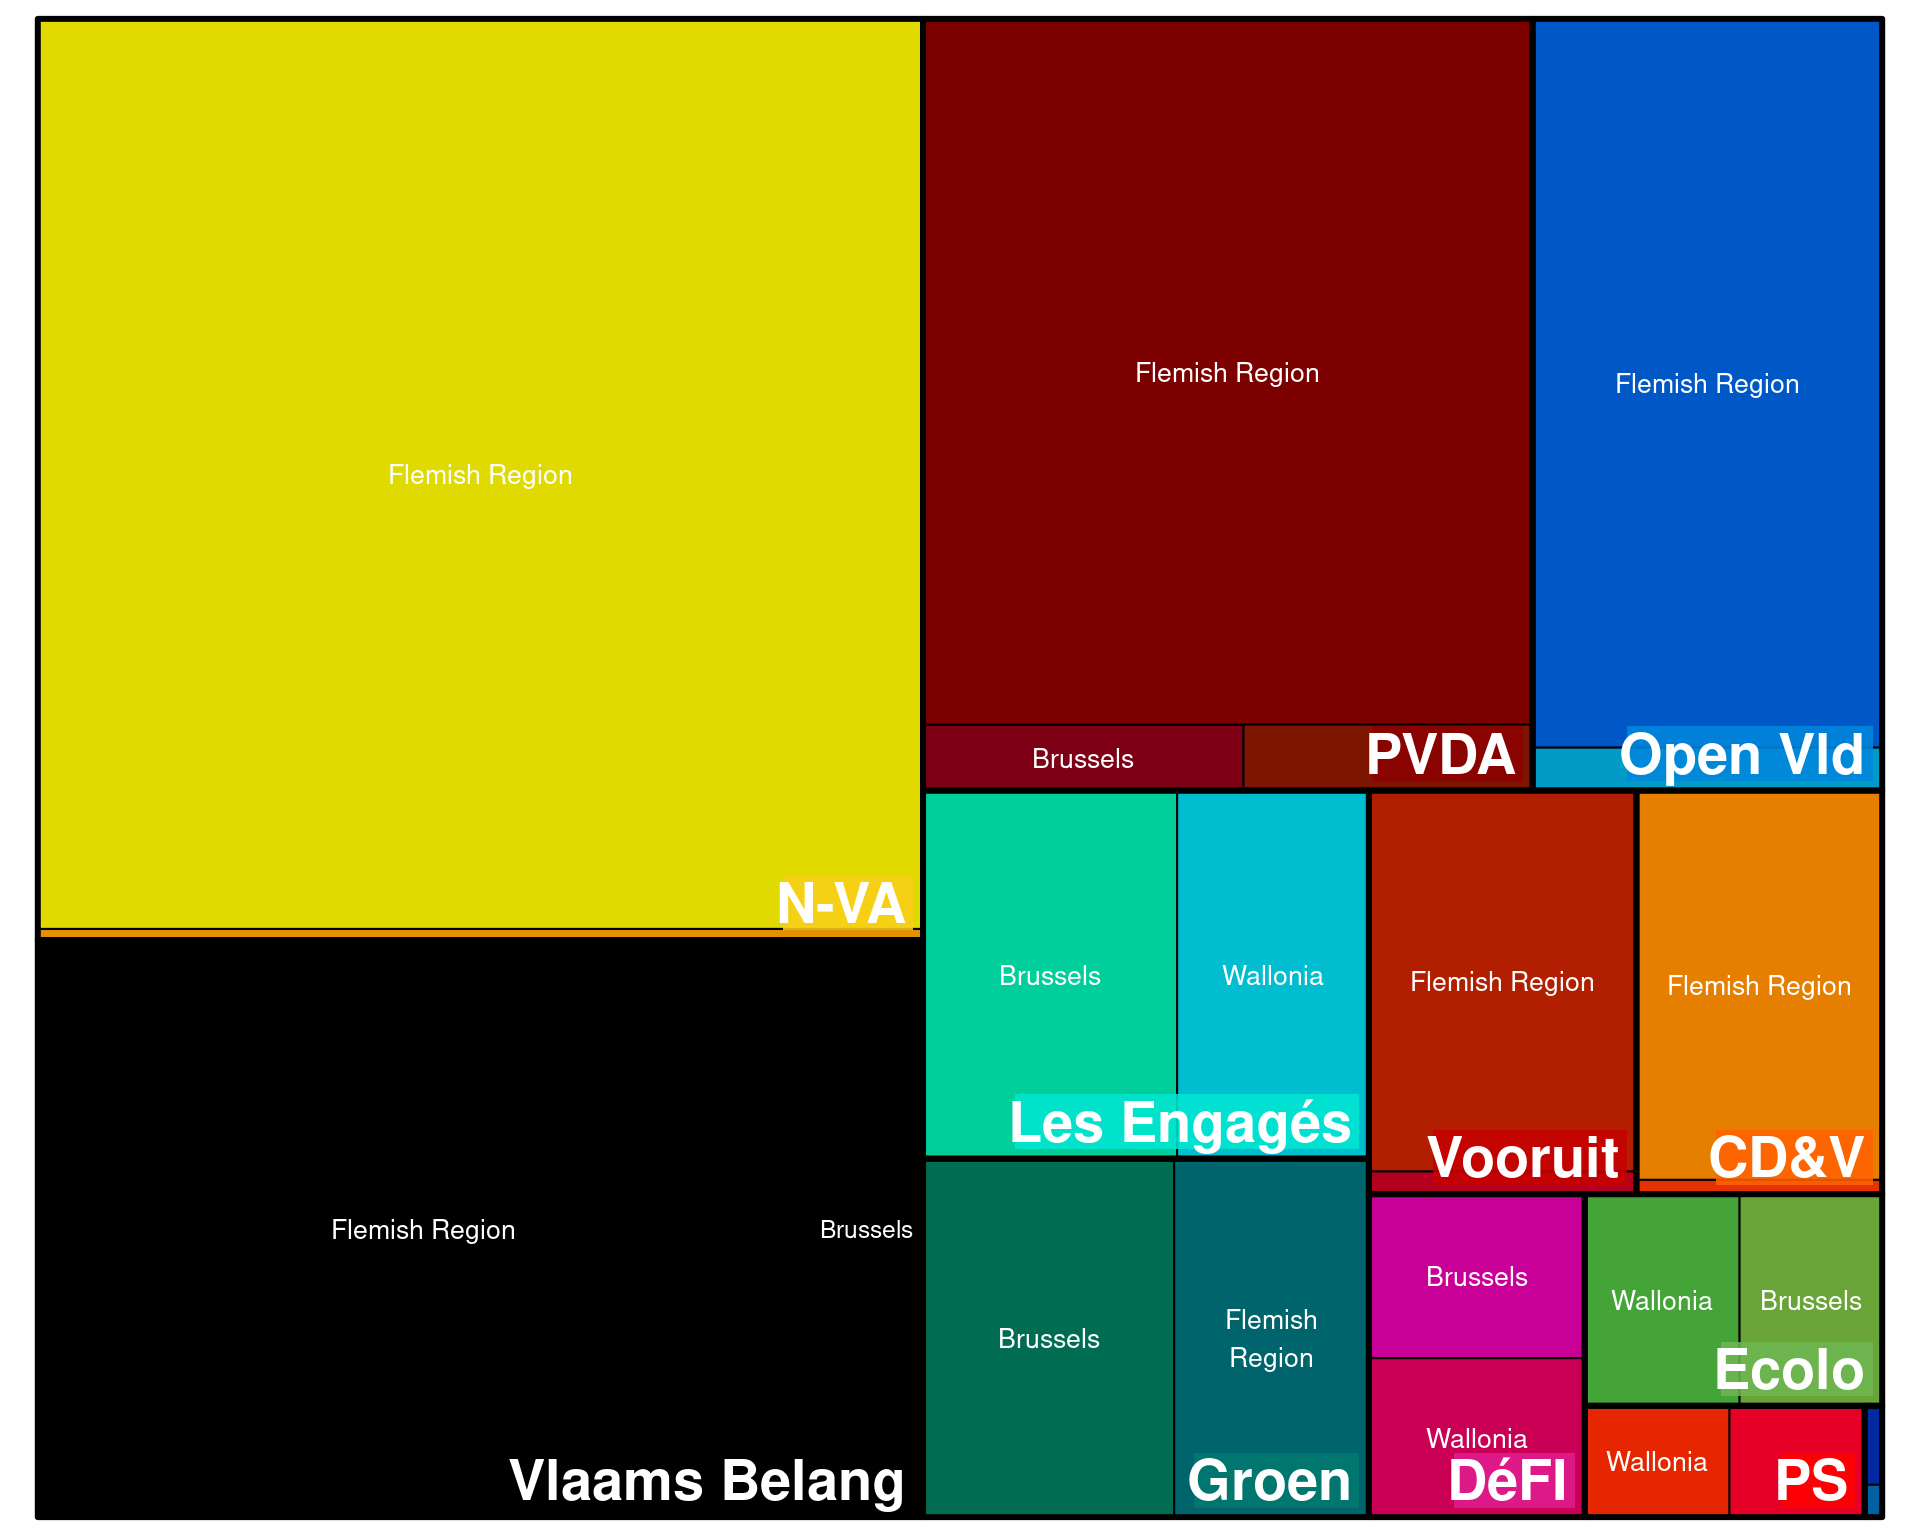 Flemish Region
N-VA
Flemish Region
Brussels
Vlaams Belang
Flemish Region
Brussels
PVDA
Flemish Region
Open Vld
Brussels
Wallonia
Les Engagés
Flemish Region
Vooruit
Flemish Region
CD&V
Brussels
Flemish
Region
Groen
Brussels
Wallonia
DéFI
Wallonia
Brussels
Ecolo
Wallonia
PS